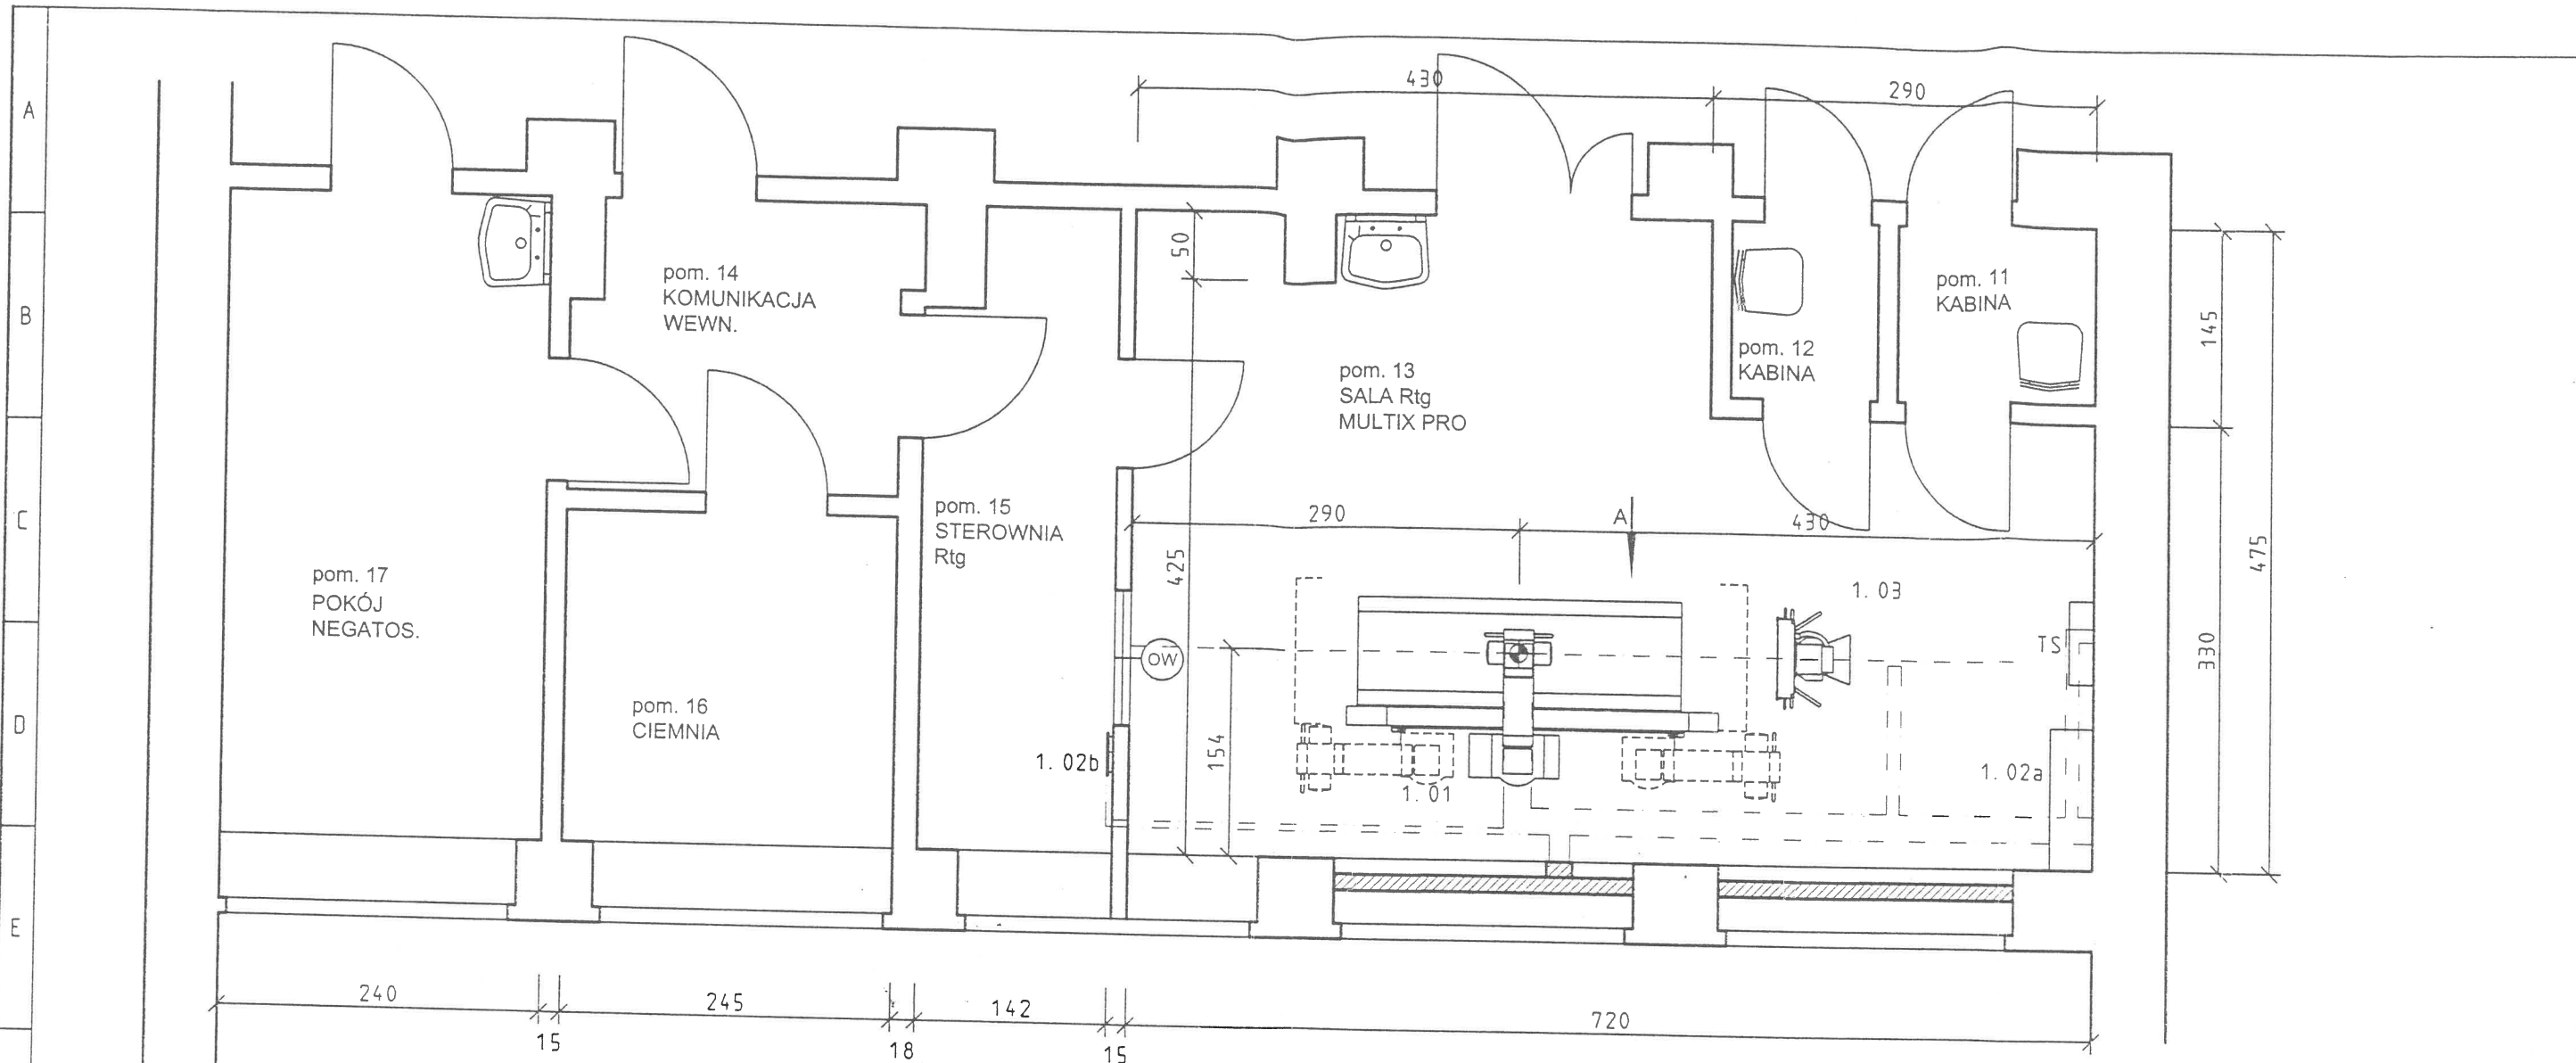 A
B
C
D
E
430
290
50
145
475
330
425
290
A
430
154
pom. 14
KOMUNIKACJA
WEWN.
pom. 11
KABINA
pom. 12
KABINA
pom. 13
SALA Rtg
MULTIX PRO
pom. 15
STEROWNIA
Rtg
pom. 17
POKÓJ
NEGATOS.
pom. 16
CIEMNIA
OW
1. 03
TS
1. 02b
1. 01
1. 02a
240
15
245
18
142
15
720